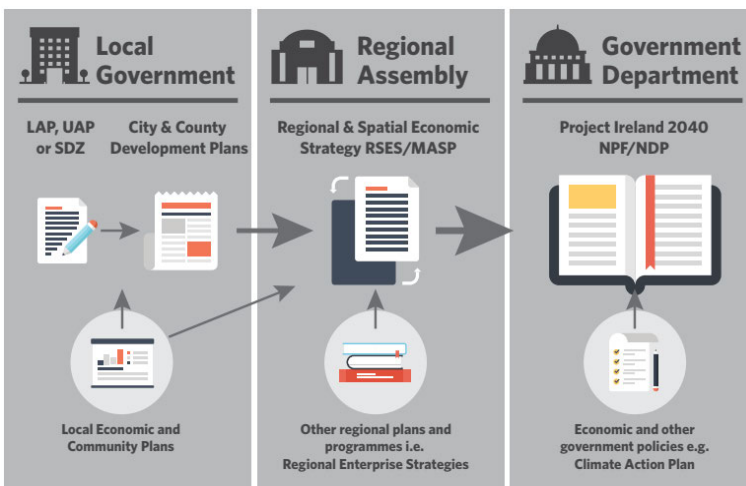 Local
Government
LAP, UAP
or SDZ
City & County
Development Plans
Local Economic and
Community Plans
Regional
Assembly
Regional & Spatial Economic
Strategy RSES/MASP
Other regional plans and
programmes i.e.
Regional Enterprise Strategies
Government
Department
Project Ireland 2040
NPF/NDP
Economic and other
government policies e.g.
Climate Action Plan